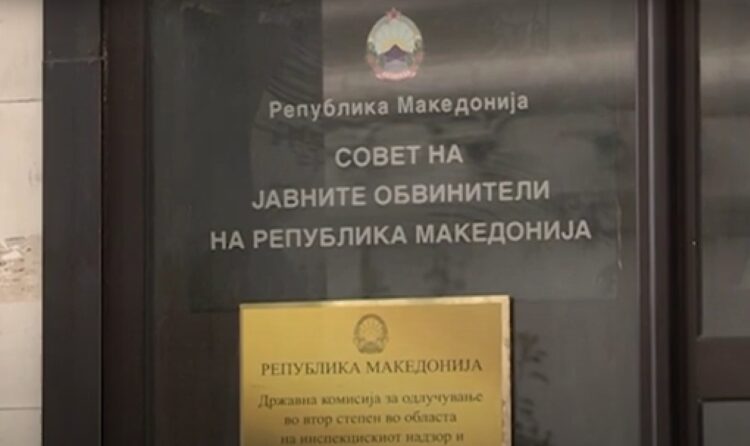 Република Македонија
СОВЕТ НА
ЈАВНИТЕ ОБВИНИТЕЛИ
НА РЕПУБЛИКА МАКЕДОНИЈА
РЕПУБЛИКА МАКЕДОНИЈА
Државна комисија за одлучување
во втор степен во областа
на инспекцискиот надзор и